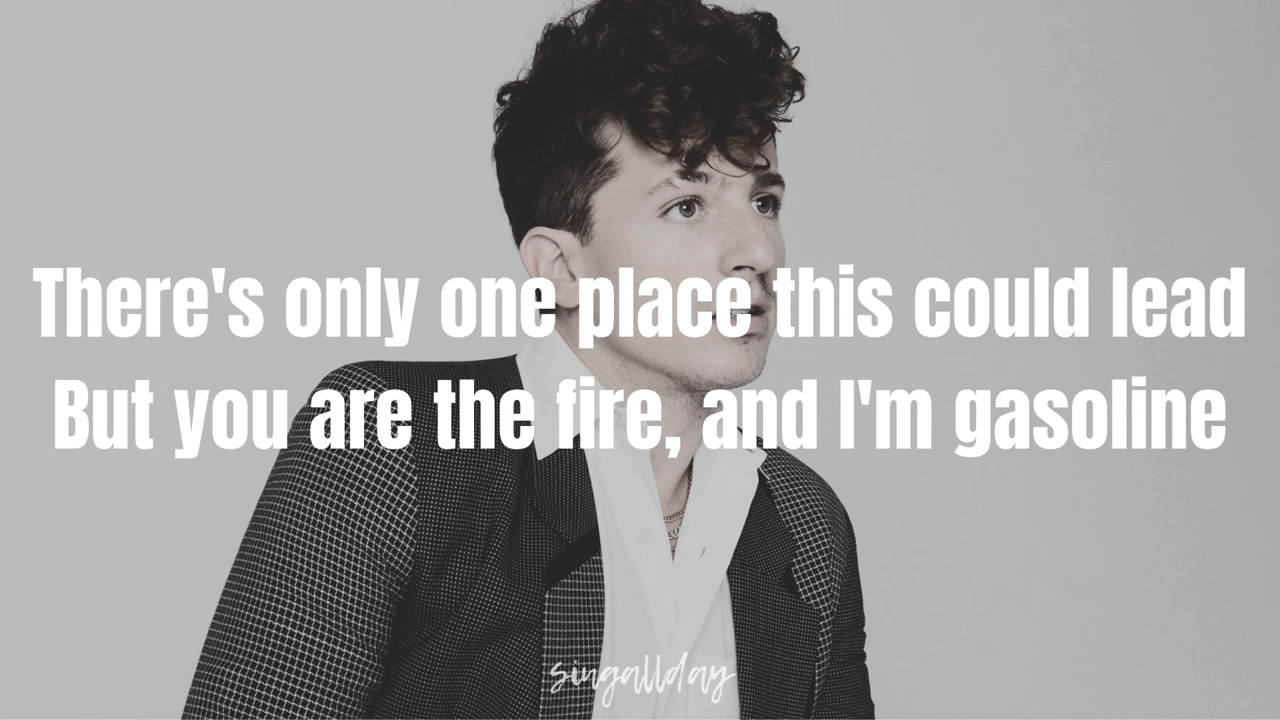 There's only one place this could lead
But you are the fire, and I'm gasoline
singallday